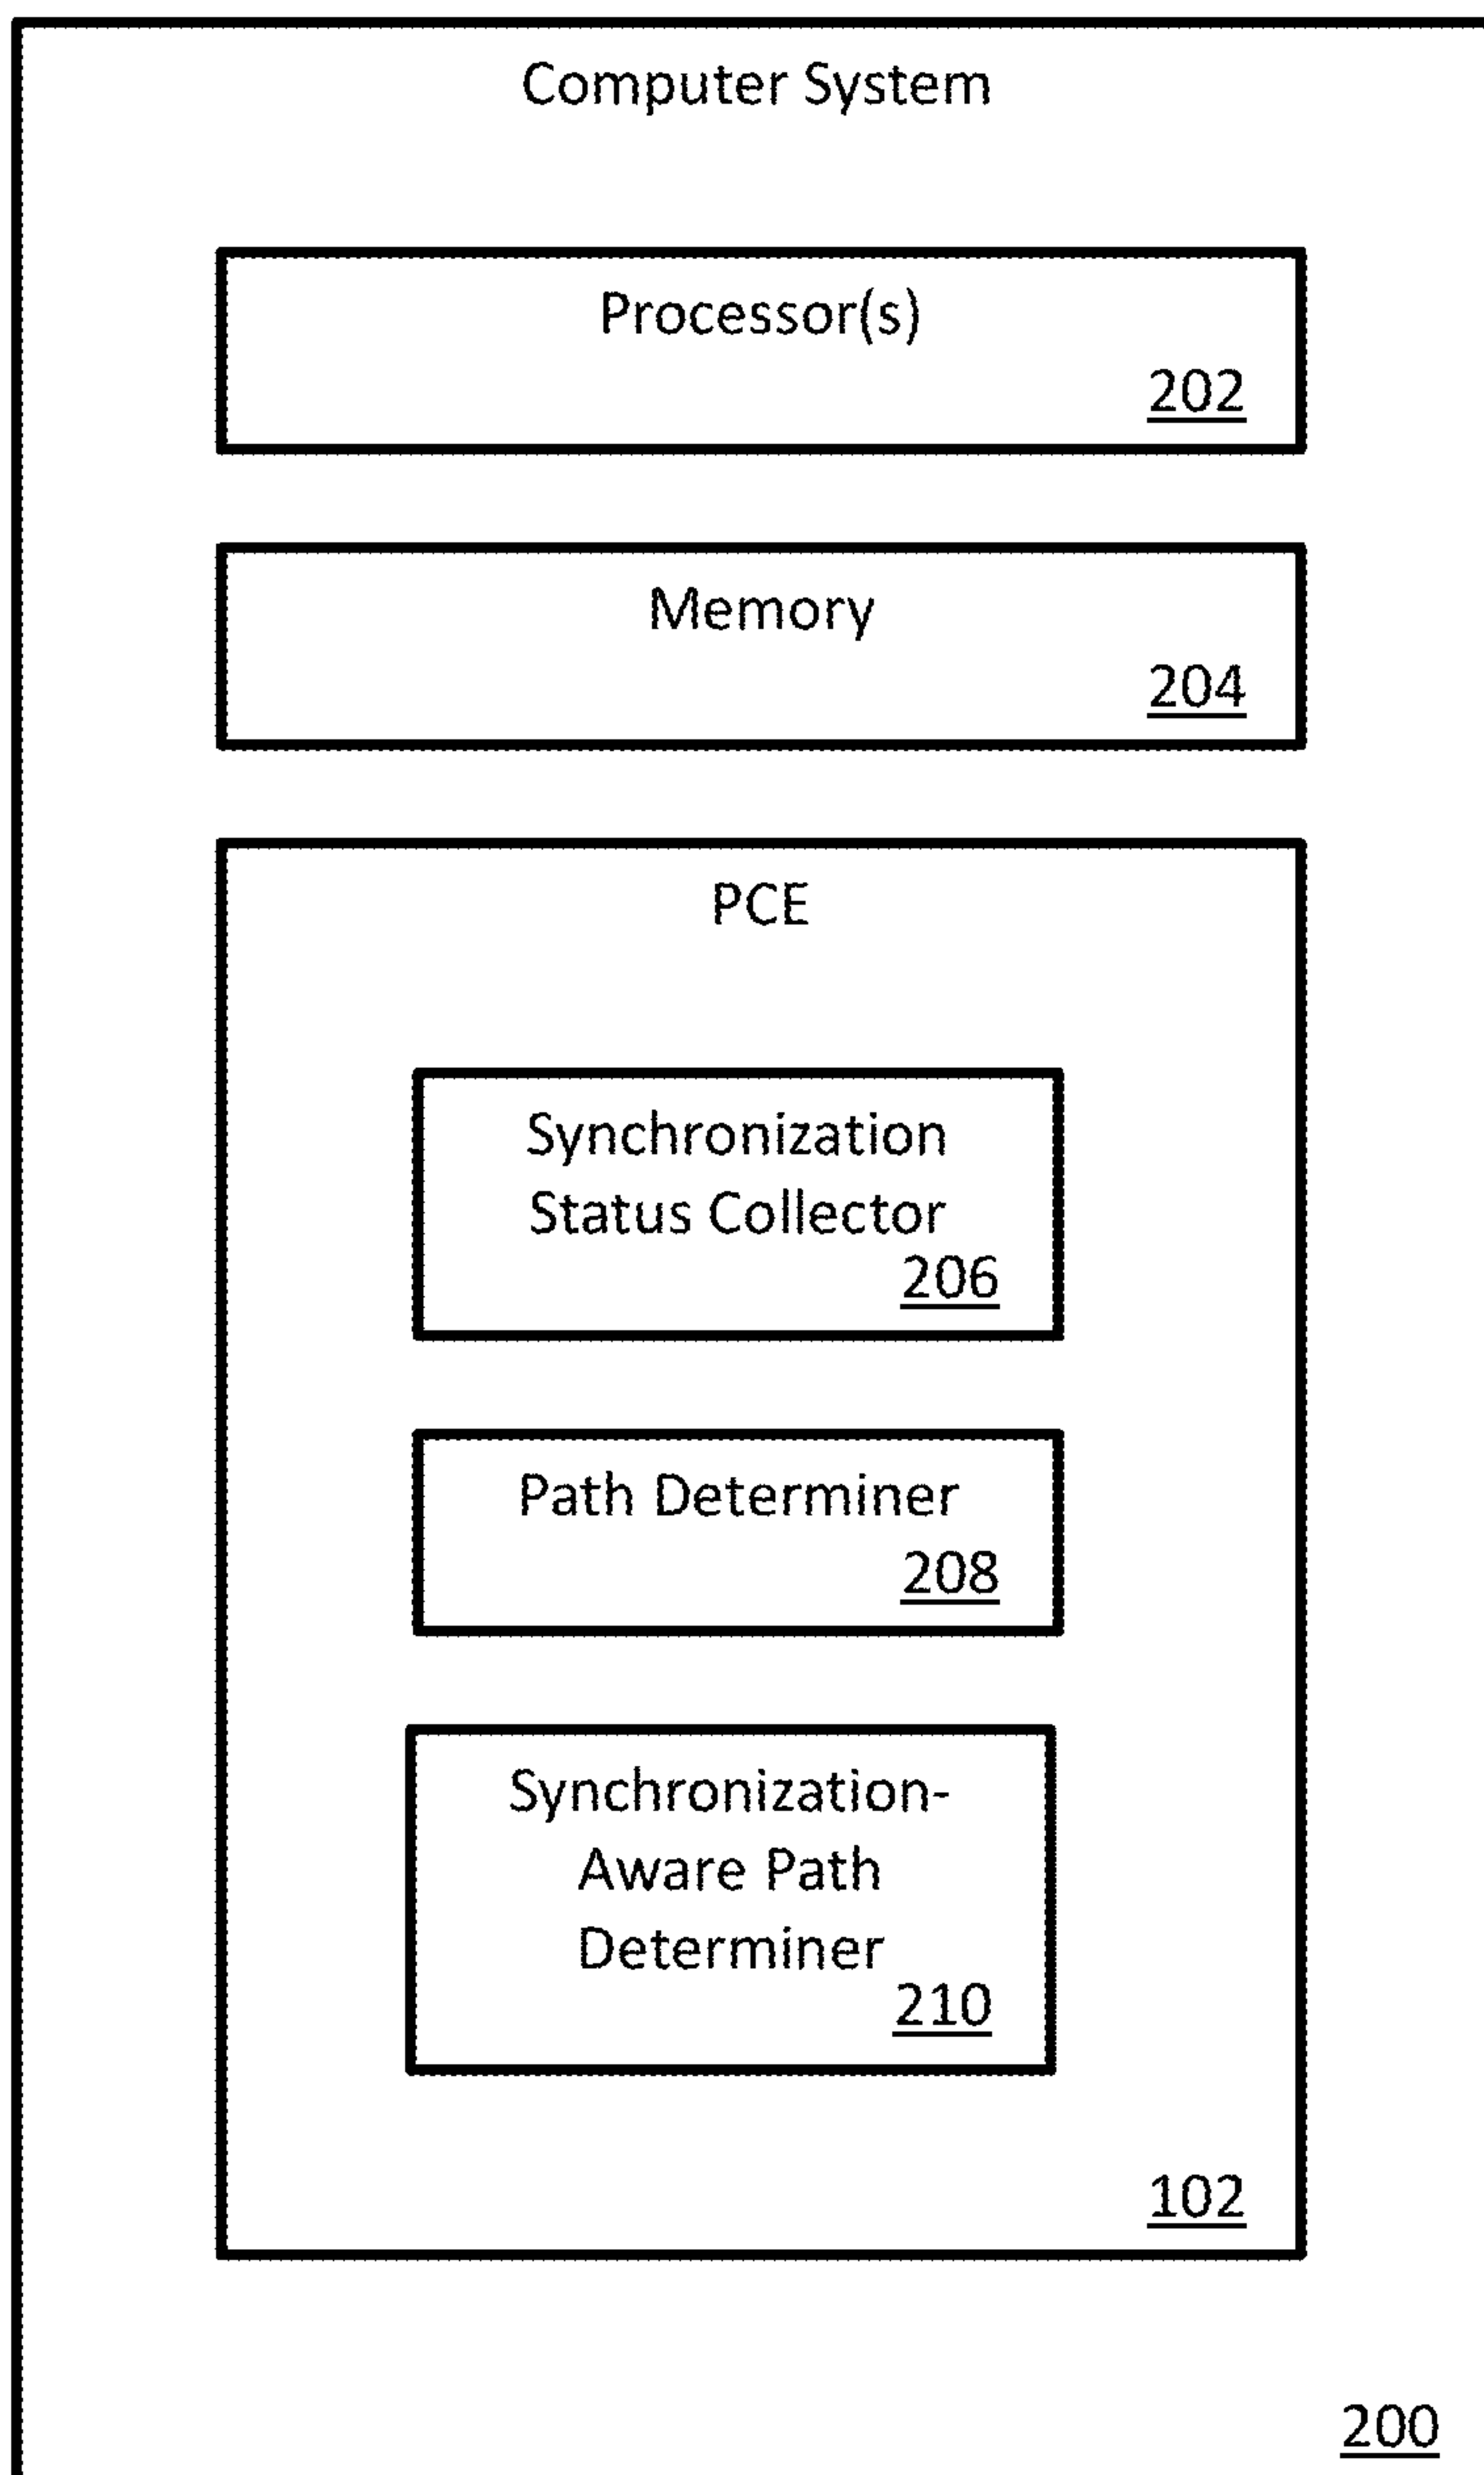 Computer System
Processor(s)
202
Memory
204
PCE
Synchronization
Status Collector
206
Path Determiner
208
Synchronization-
Aware Path
Determiner
210
102
200